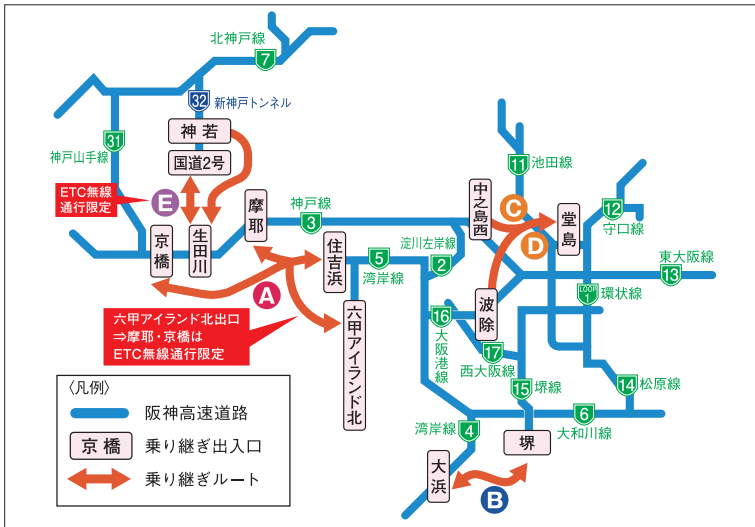 北神戸線
7
32
新神戸トンネル
神若
31
神戸山手線
国道2号
ETC無線
通行限定
E
摩耶
神戸線
3
京橋
生田川
住吉浜
5
湾岸線
A
六甲アイランド北出口
⇒摩耶・京橋は
ETC無線通行限定
六甲アイランド北
11
池田線
中之島西
C
堂島
D
12
守口線
淀川左岸線
2
東大阪線
13
波除
LOOP
1
環状線
16
大阪港線
17
西大阪線
15
堺線
14
松原線
湾岸線
4
6
大和川線
堺
大浜
B
〈凡例〉
阪神高速道路
京橋
乗り継ぎ出入口
乗り継ぎルート